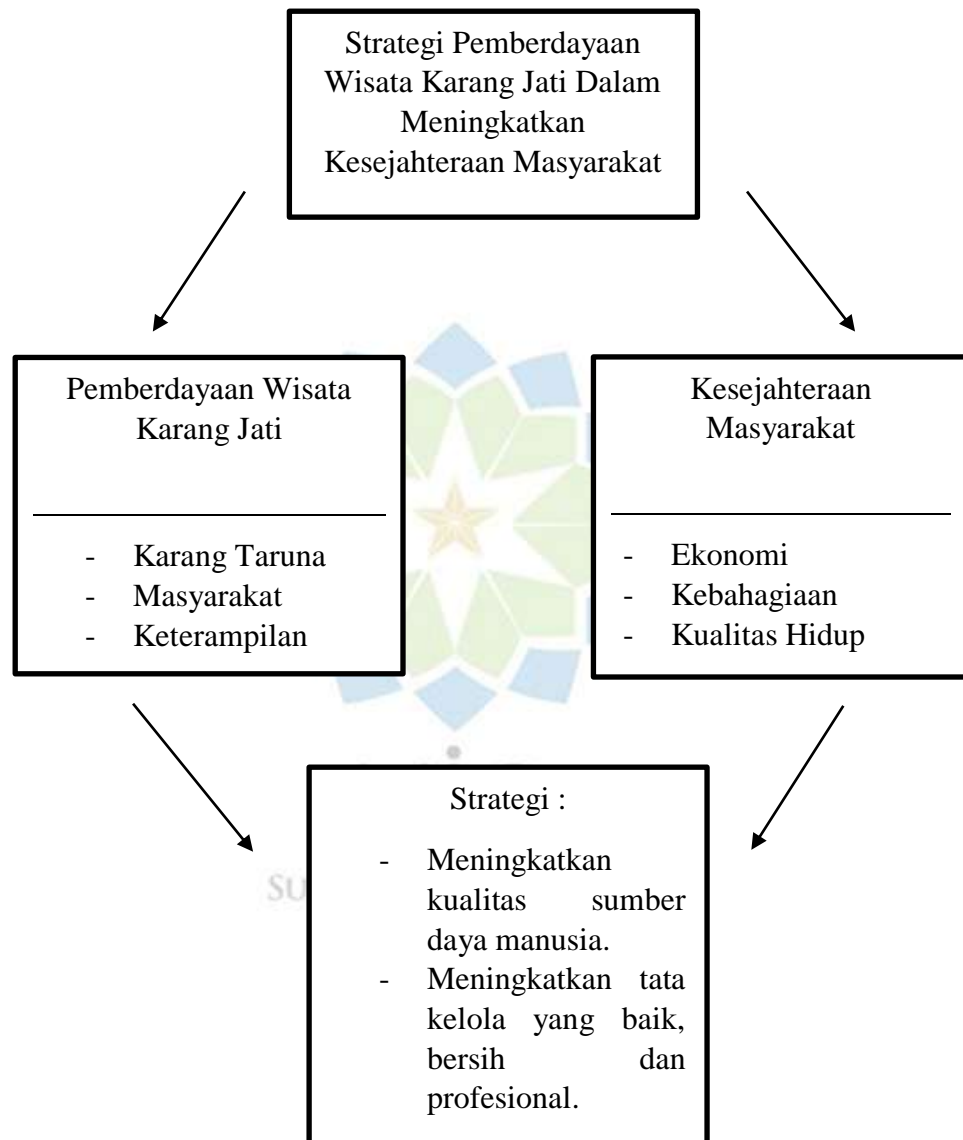 Strategi Pemberdayaan
Wisata Karang Jati Dalam
Meningkatkan
Kesejahteraan Masyarakat
Pemberdayaan Wisata
Karang Jati
- Karang Taruna
- Masyarakat
- Keterampilan
Kesejahteraan
Masyarakat
- Ekonomi
- Kebahagiaan
- Kualitas Hidup
Strategi :
- Meningkatkan
kualitas sumber
daya manusia.
- Meningkatkan tata
kelola yang baik,
bersih dan
profesional.